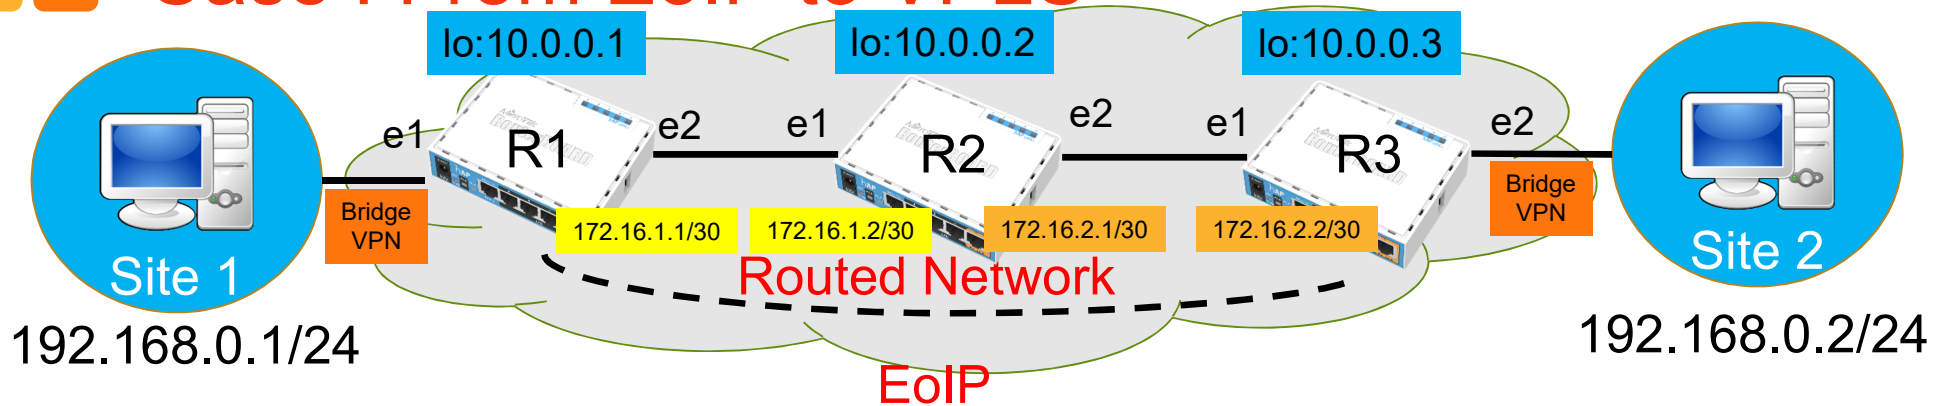 lo:10.0.0.1
lo:10.0.0.2
lo:10.0.0.3
e1
R1
e2
e1
R2
e2
e1
R3
e2
Bridge
VPN
172.16.1.1/30
172.16.1.2/30
172.16.2.1/30
172.16.2.2/30
Bridge
VPN
Site 1
Routed Network
Site 2
192.168.0.1/24
192.168.0.2/24
EoIP